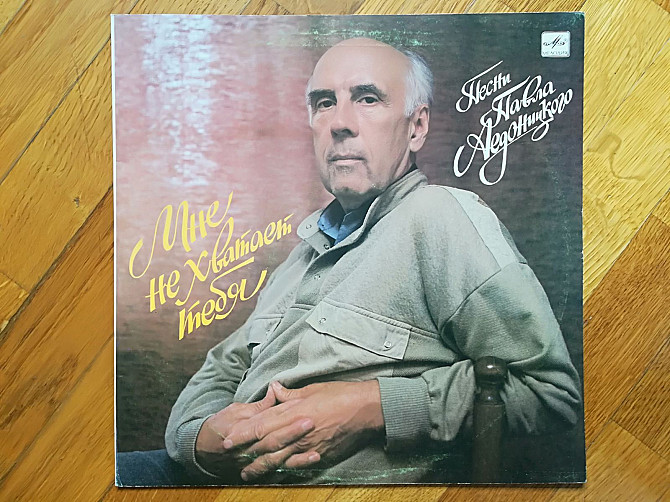 Мне
не хватает
тебя
Песни
Павла
Аедоницкого